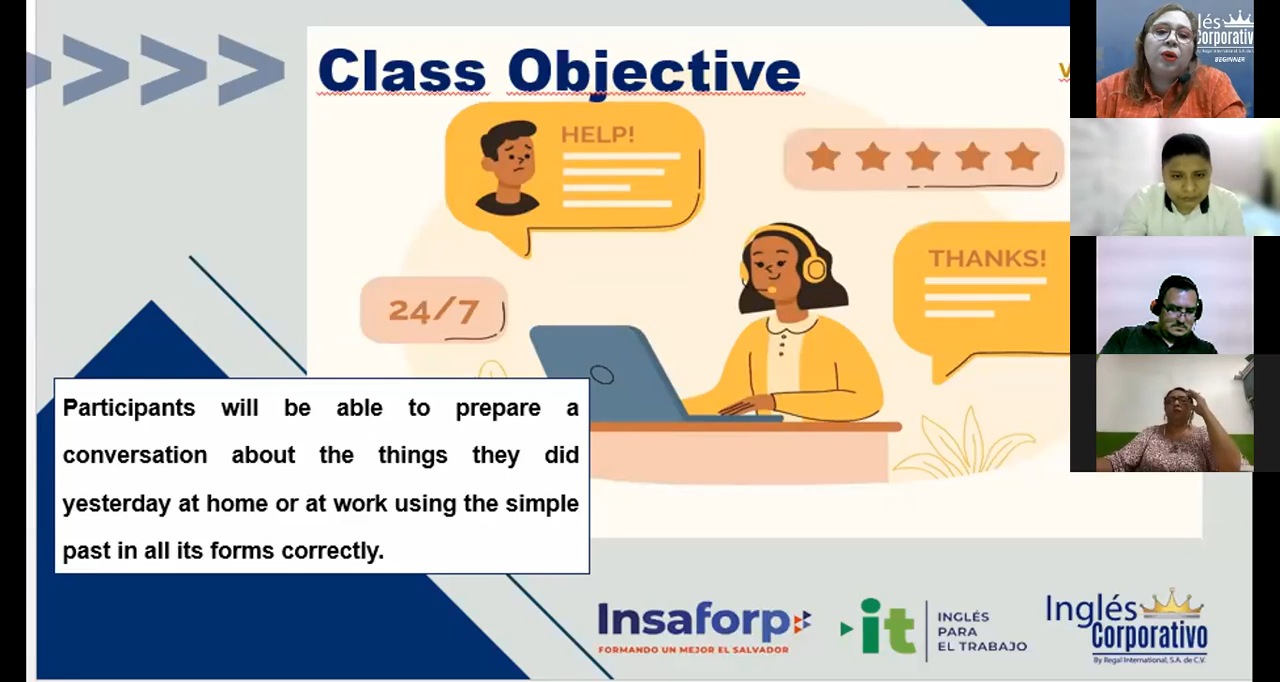 Class Objective
HELP!
24/7
THANKS!
Participants will be able to prepare a
conversation about the things they did
yesterday at home or at work using the simple
past in all its forms correctly.
Insaforp
FORMANDO UN MEJOR EL SALVADOR
it
INGLÉS
PARA
EL TRABAJO
Inglés
Corporativo
By Regal International, S.A. de C.V.
lés
Corporativo
BEGINNER